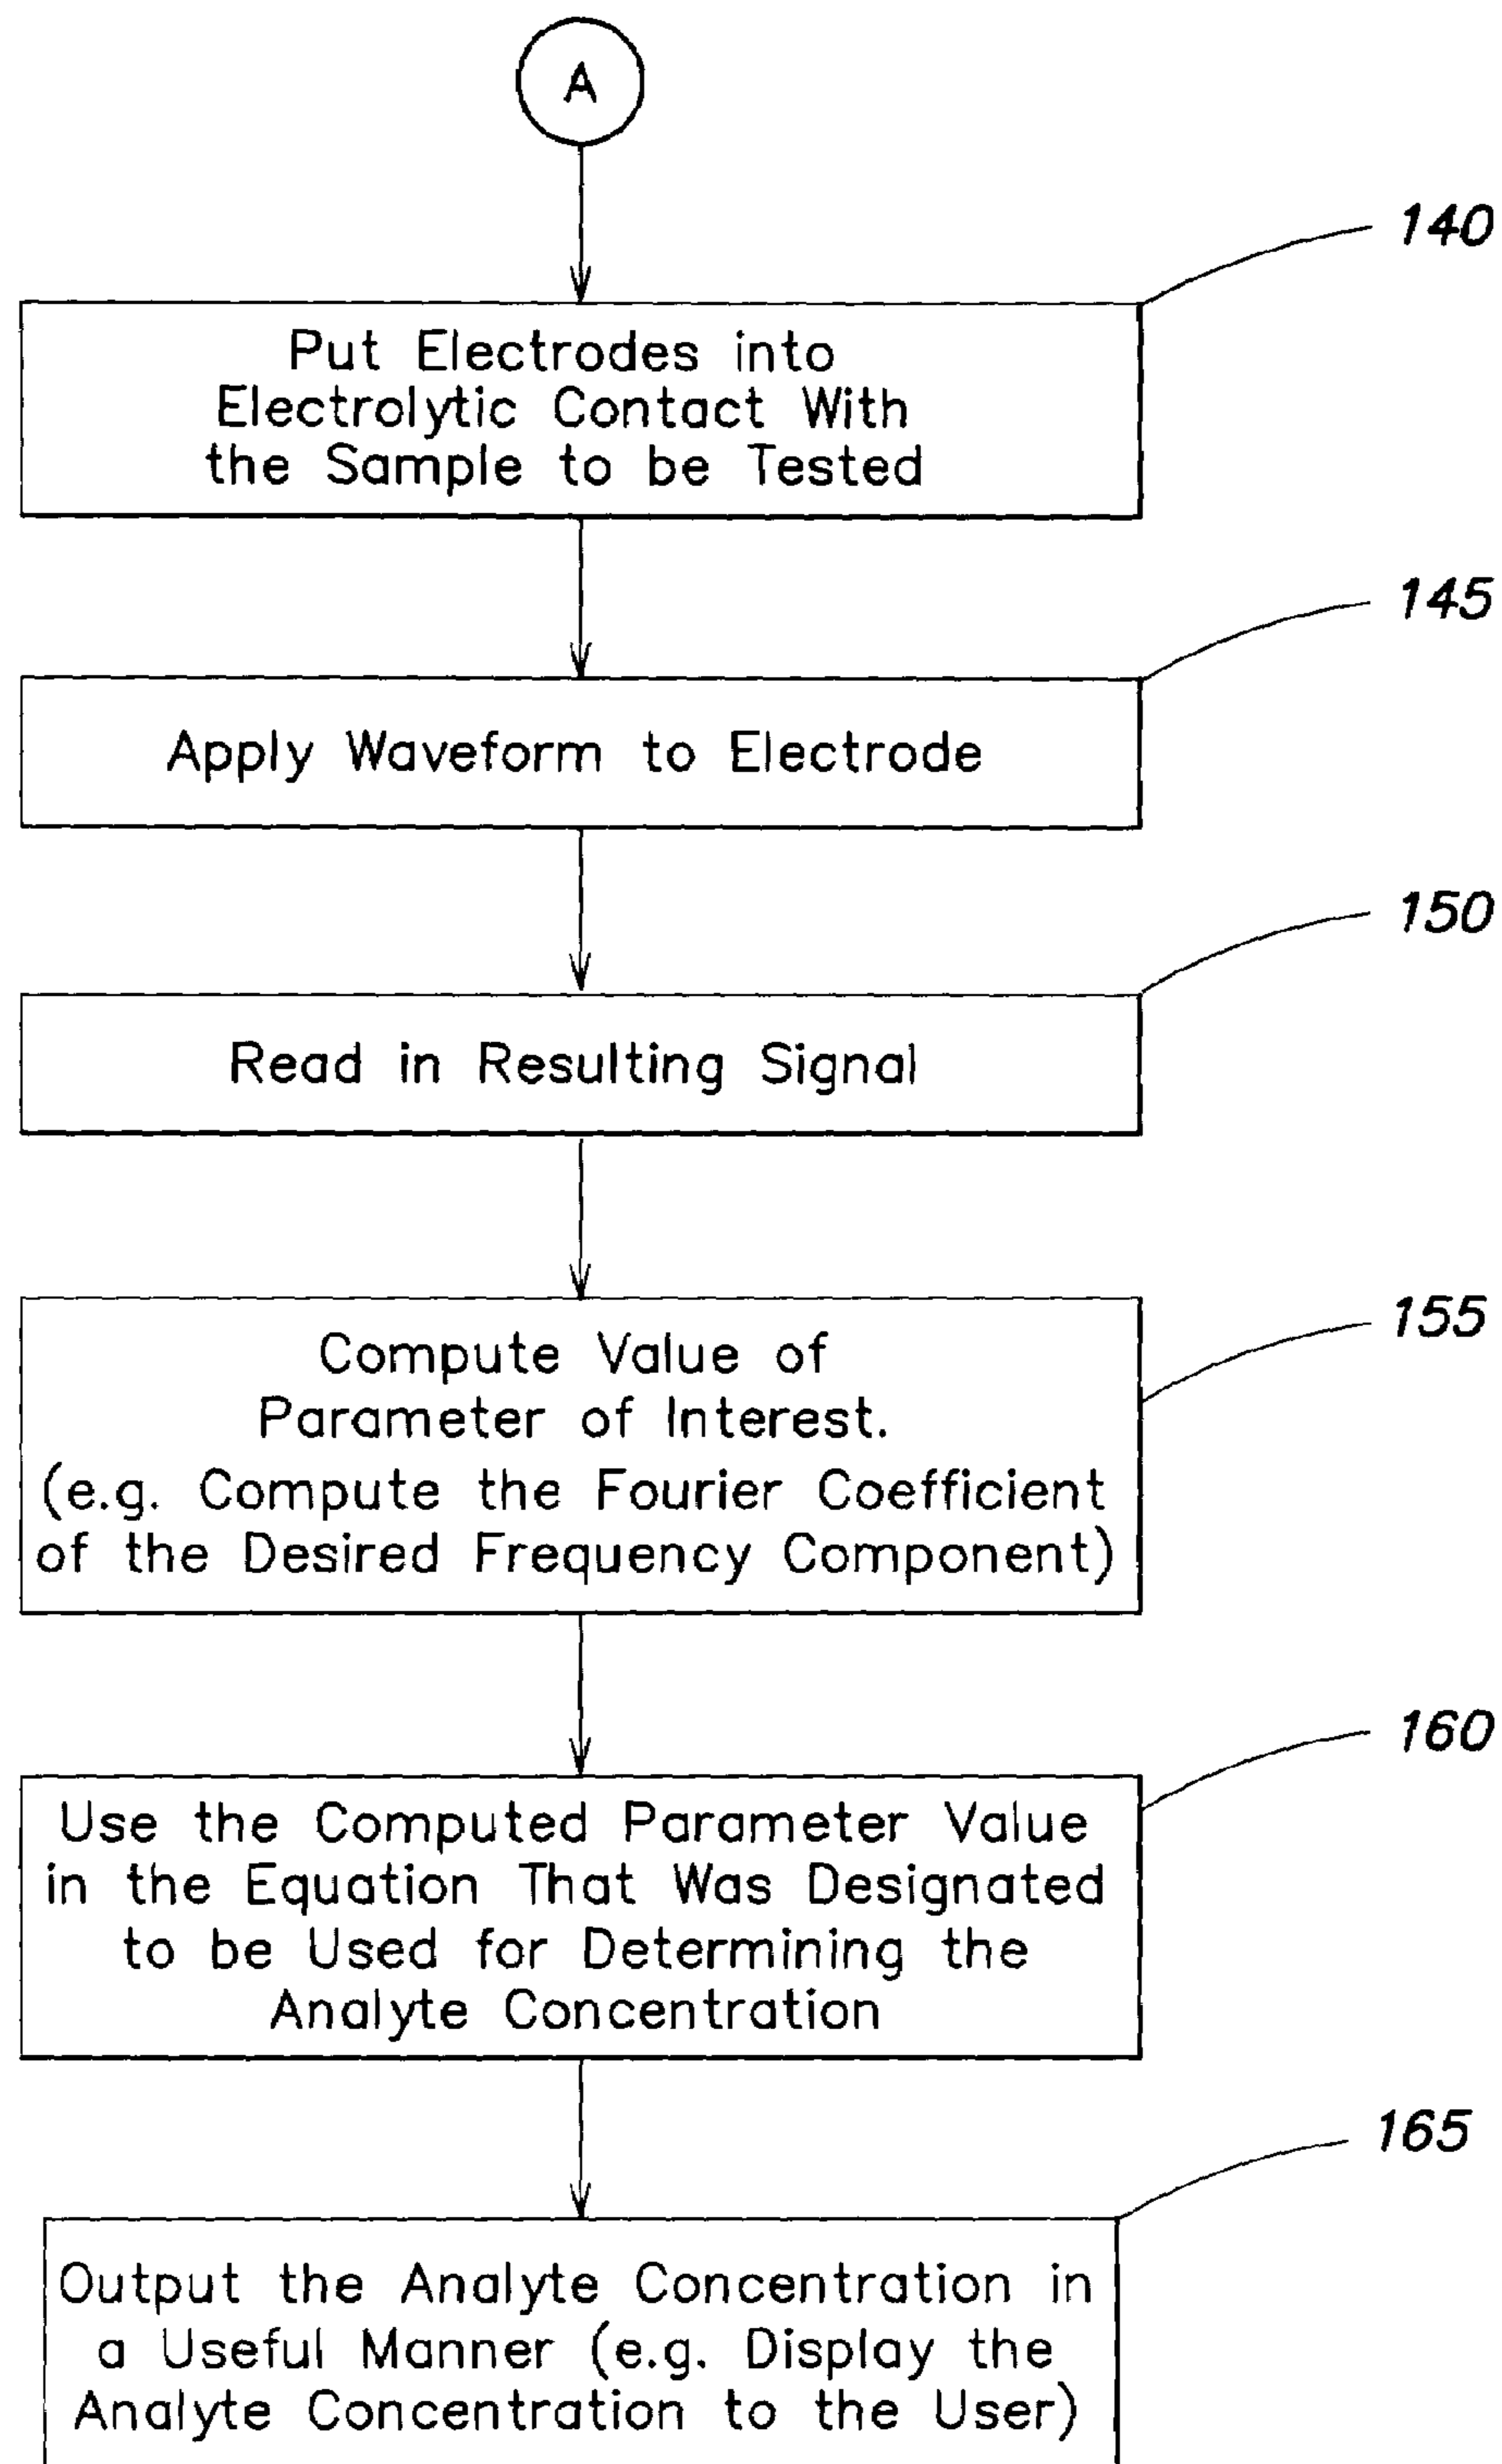 A
140
Put Electrodes into
Electrolytic Contact With
the Sample to be Tested
145
Apply Waveform to Electrode
150
Read in Resulting Signal
155
Compute Value of
Parameter of Interest.
(e.g. Compute the Fourier Coefficient
of the Desired Frequency Component)
160
Use the Computed Parameter Value
in the Equation That Was Designated
to be Used for Determining the
Analyte Concentration
165
Output the Analyte Concentration in
a Useful Manner (e.g. Display the
Analyte Concentration to the User)